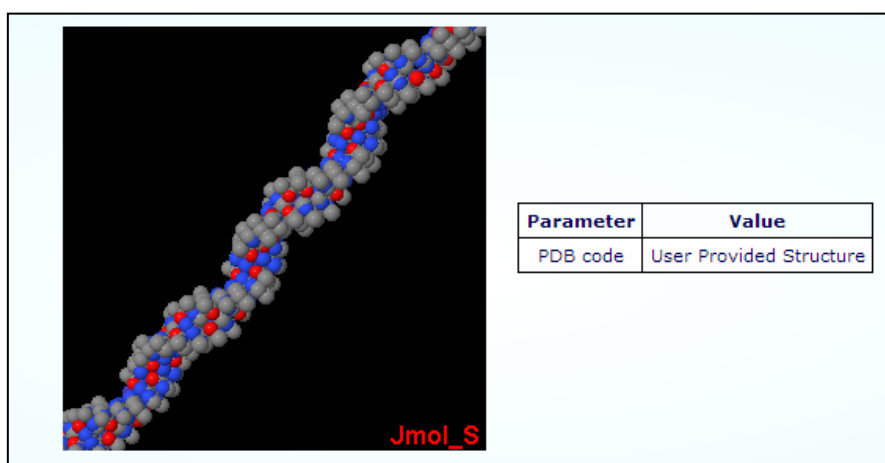 Jmol_S
Parameter Value
PDB code User Provided Structure